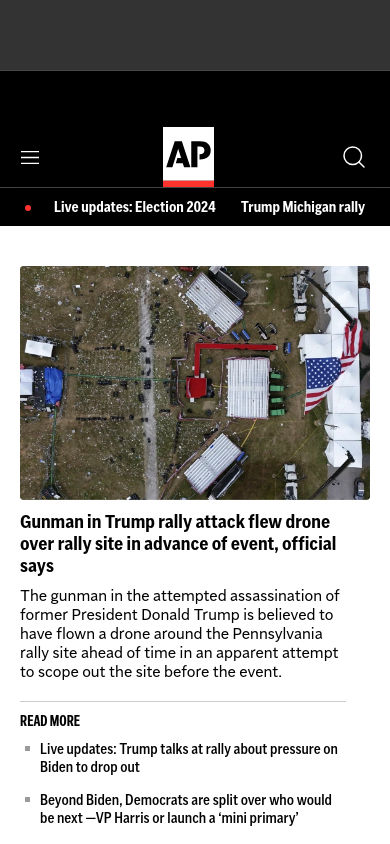 AP
Live updates: Election 2024
Trump Michigan rally
Gunman in Trump rally attack flew drone
over rally site in advance of event, official
says
The gunman in the attempted assassination of
former President Donald Trump is believed to
have flown a drone around the Pennsylvania
rally site ahead of time in an apparent attempt
to scope out the site before the event.
READ MORE
Live updates: Trump talks at rally about pressure on
Biden to drop out
Beyond Biden, Democrats are split over who would
be next —VP Harris or launch a ‘mini primary’